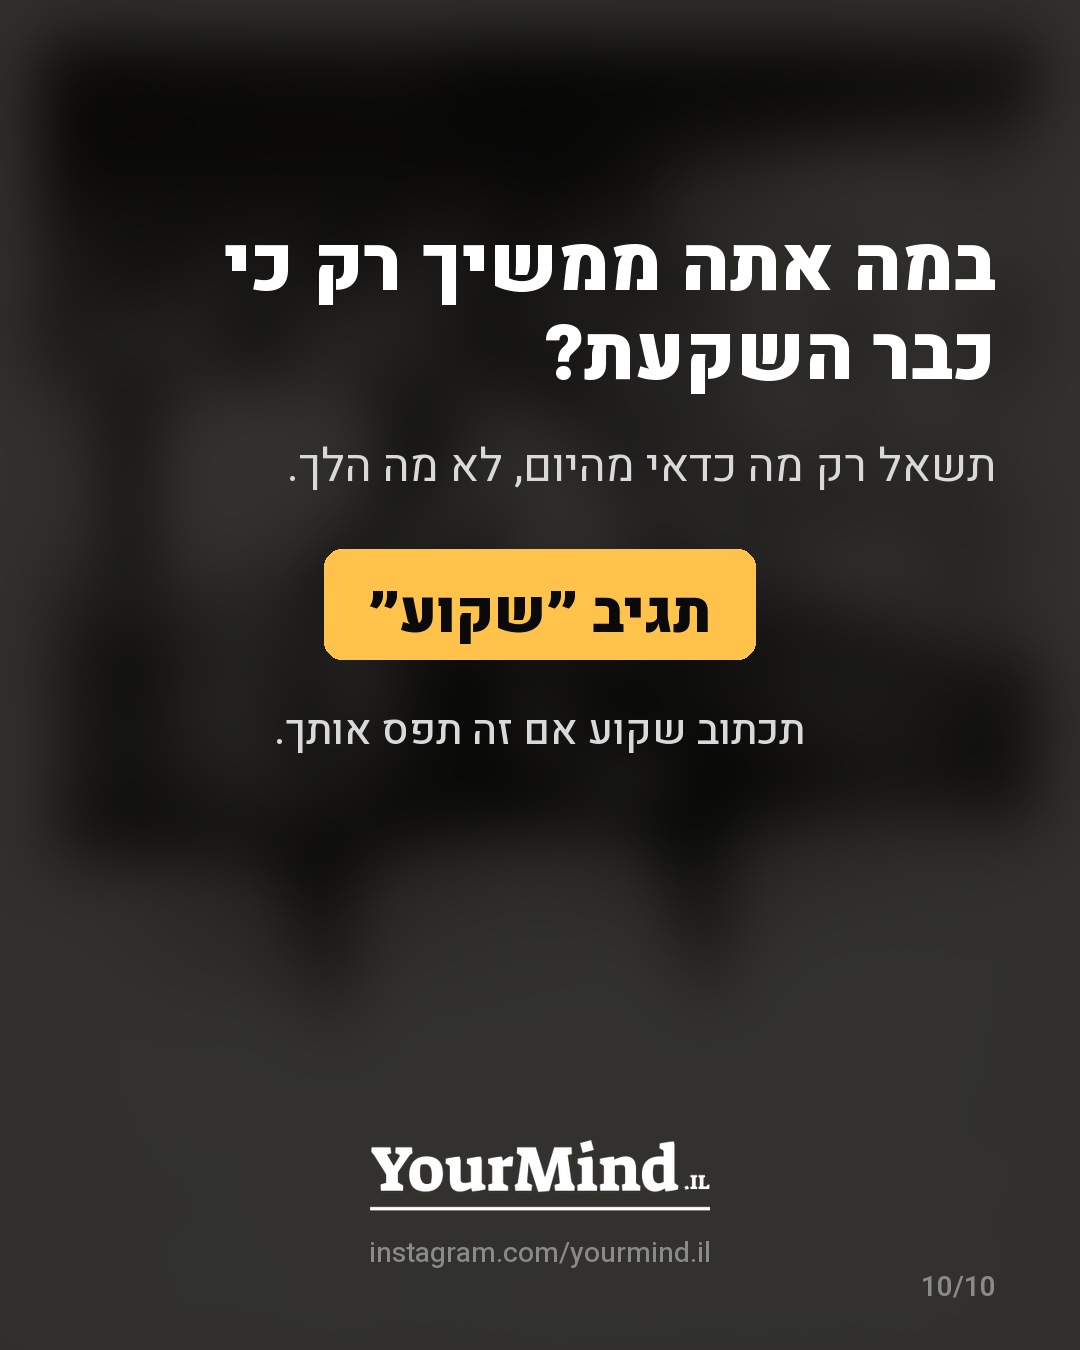 במה אתה ממשיך רק כי
כבר השקעת?
תשאל רק מה כדאי מהיום, לא מה הלך.
תגיב ״שקוע״
תכתוב שקוע אם זה תפס אותך.
YourMind.IL
instagram.com/yourmind.il
10/10